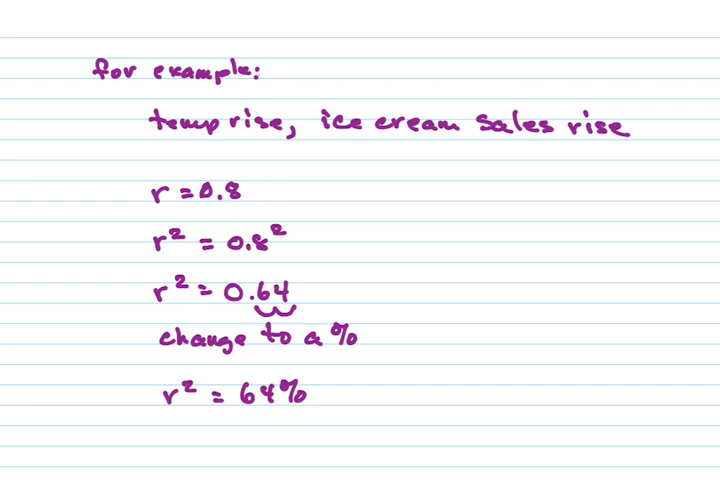 for example:
temp rise, ice cream sales rise
r = 0.8
r² = 0.8²
r² = 0.64
change to a %
r² = 64%